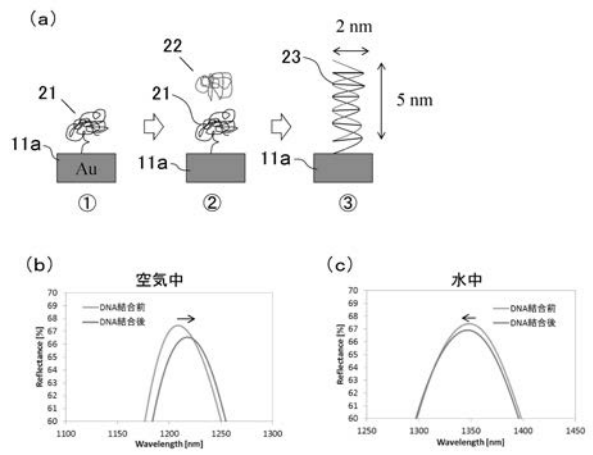 (a)
2 nm
22
23
21
21
5 nm
11a
11a
11a
Au
① ② ③
(b) (c)
空気中 水中
70
69
68
67
66
65
64
63
62
61
60
Reflectance [%]
DNA結合前
DNA結合後
1100 1150 1200 1250 1300
Wavelength [nm]
70
69
68
67
66
65
64
63
62
61
60
Reflectance [%]
DNA結合前
DNA結合後
1250 1300 1350 1400 1450
Wavelength [nm]